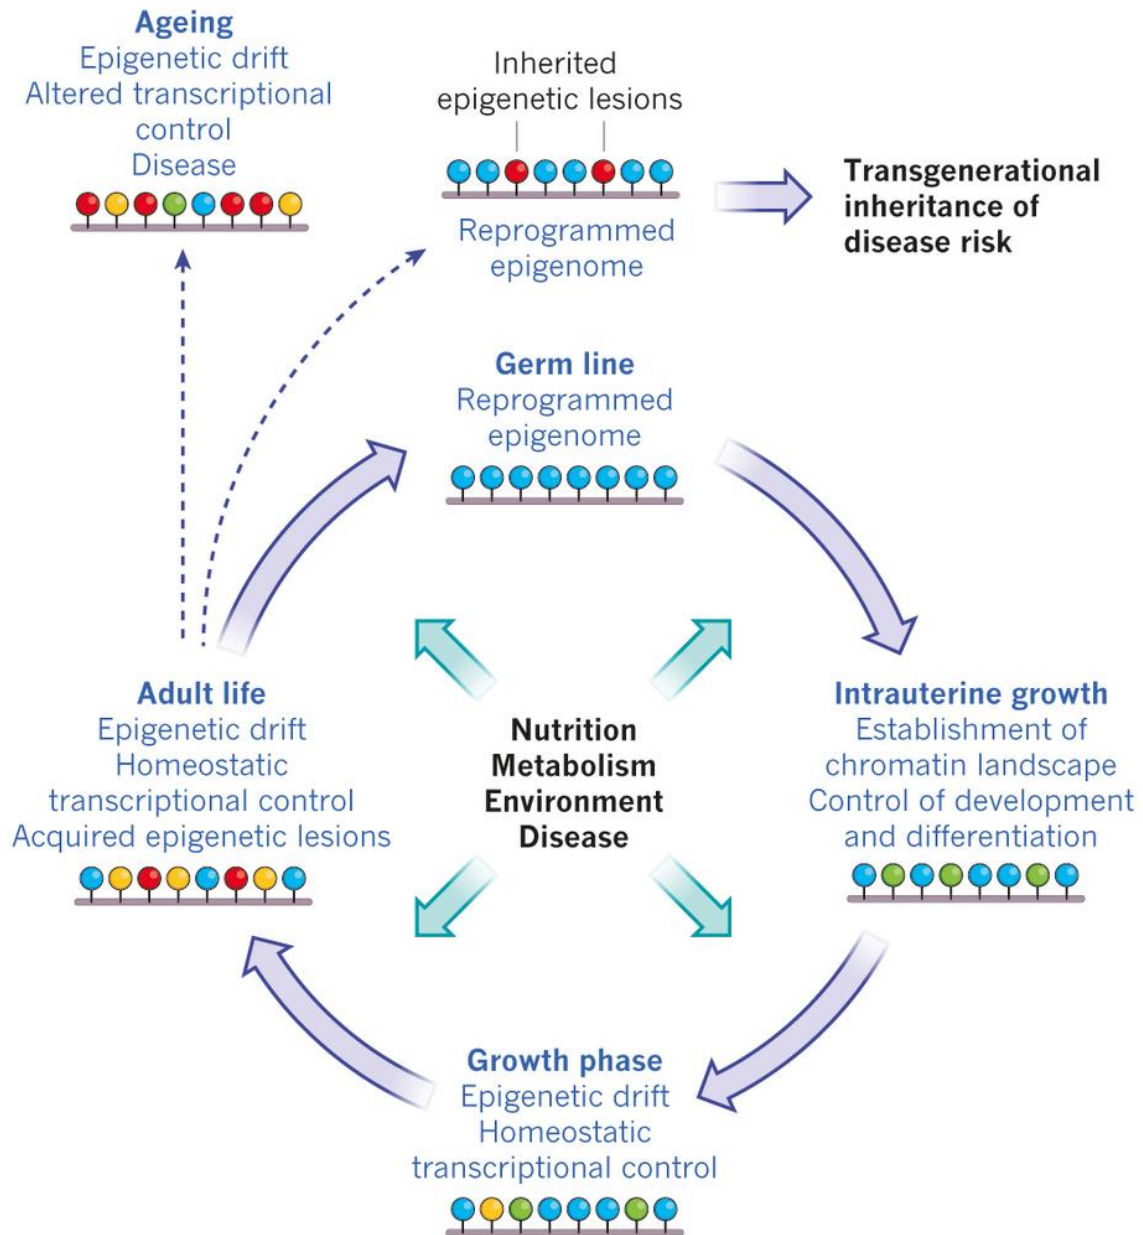 Ageing
Epigenetic drift
Altered transcriptional
control
Disease
Inherited
epigenetic lesions
Reprogrammed
epigenome
Transgenerational
inheritance of
disease risk
Germ line
Reprogrammed
epigenome
Adult life
Epigenetic drift
Homeostatic
transcriptional control
Acquired epigenetic lesions
Nutrition
Metabolism
Environment
Disease
Intrauterine growth
Establishment of
chromatin landscape
Control of development
and differentiation
Growth phase
Epigenetic drift
Homeostatic
transcriptional control